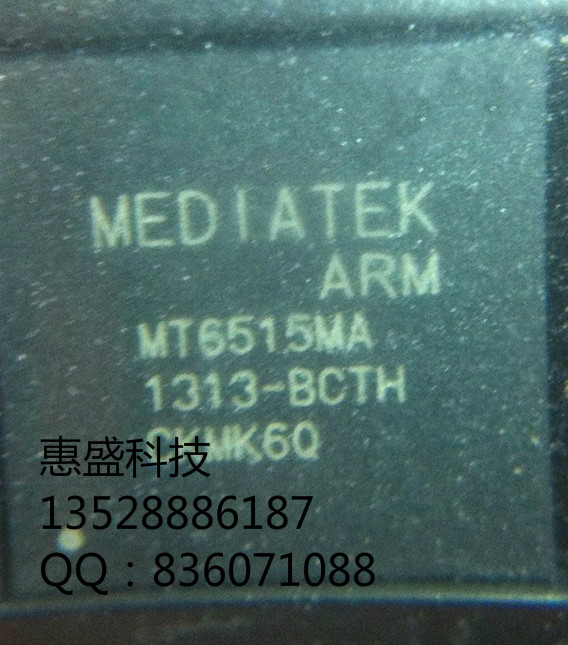 MEDIATEK
ARM
MT6515MA
1313-BCTH
惠盛科技
13528886187
QQ：836071088